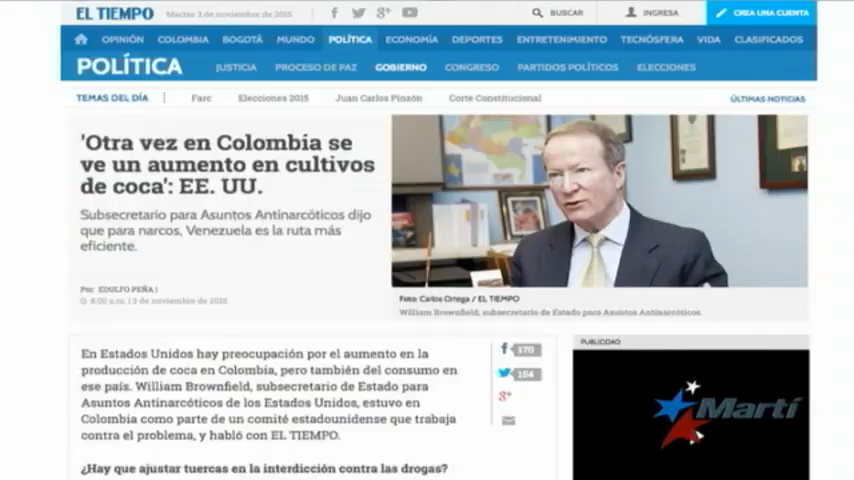 EL TIEMPO
Martes 3 de noviembre de 2015
BUSCAR
INGRESA
CREA UNA CUENTA
OPINIÓN COLOMBIA BOGOTÁ MUNDO POLÍTICA ECONOMÍA DEPORTES ENTRETENIMIENTO TECNÓSFERA VIDA CLASIFICADOS
POLÍTICA
JUSTICIA PROCESO DE PAZ GOBIERNO CONGRESO PARTIDOS POLÍTICOS ELECCIONES
TEMAS DEL DÍA Farc Elecciones 2015 Juan Carlos Pinzón Corte Constitucional ÚLTIMAS NOTICIAS
'Otra vez en Colombia se
ve un aumento en cultivos
de coca': EE. UU.
Subsecretario para Asuntos Antinarcóticos dijo
que para narcos, Venezuela es la ruta más
eficiente.
Por: EDULFO PEÑA |
8:00 a.m. | 3 de noviembre de 2015
Foto: Carlos Ortega / EL TIEMPO
William Brownfield, subsecretario de Estado para Asuntos Antinarcóticos.
En Estados Unidos hay preocupación por el aumento en la
producción de coca en Colombia, pero también del consumo en
ese país. William Brownfield, subsecretario de Estado para
Asuntos Antinarcóticos de los Estados Unidos, estuvo en
Colombia como parte de un comité estadounidense que trabaja
contra el problema, y habló con EL TIEMPO.
¿Hay que ajustar tuercas en la interdicción contra las drogas?
170
154
PUBLICIDAD
Martí